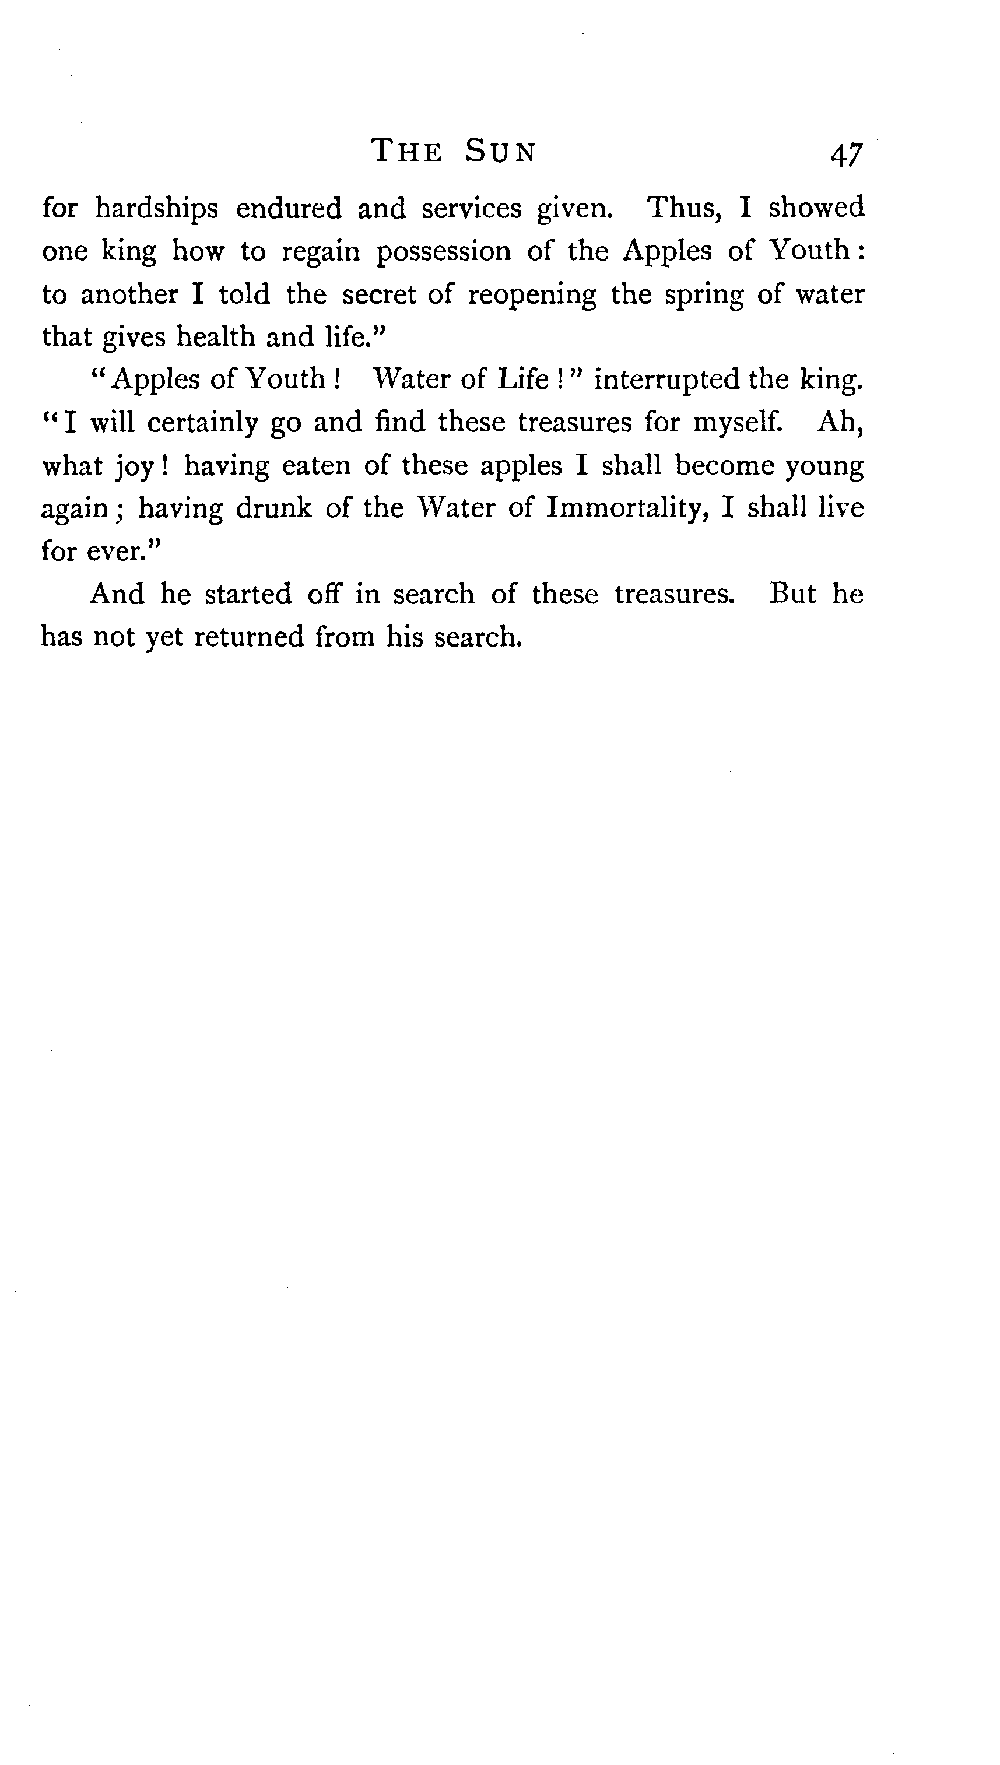 THE SUN 47
for hardships endured and services given. Thus, I showed
one king how to regain possession of the Apples of Youth :
to another I told the secret of reopening the spring of water
that gives health and life.”
“Apples of Youth ! Water of Life !” interrupted the king.
“I will certainly go and find these treasures for myself. Ah,
what joy ! having eaten of these apples I shall become young
again ; having drunk of the Water of Immortality, I shall live
for ever.”
And he started off in search of these treasures. But he
has not yet returned from his search.